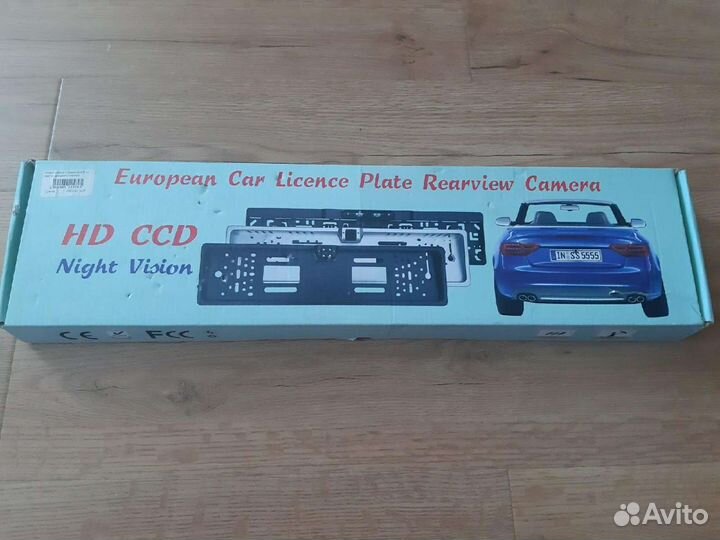 European Car Licence Plate Rearview Camera
HD CCD
Night Vision
IN SS 5555
CE FCC
Avito